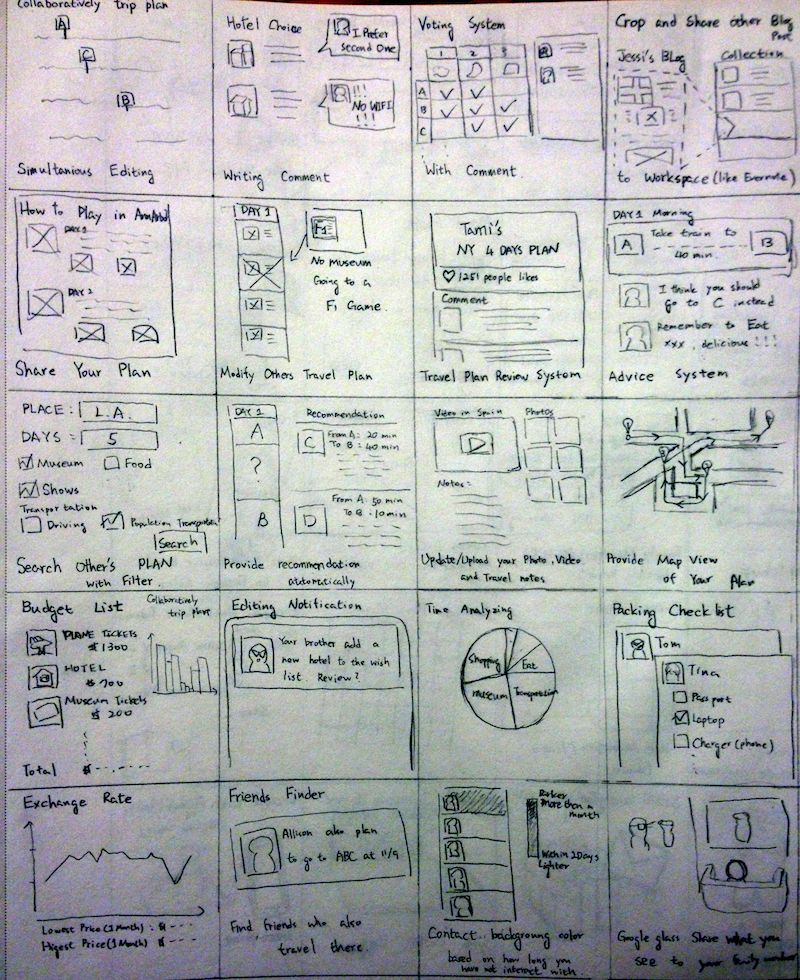 Collaboratively trip plan
A
C
B
Simultanious Editing
Hotel Choice
I Prefer
second One
!!!
No WIFI
!!!
Writing Comment
Voting System
1 2 3
A
B
C
A
B
With Comment
Crop and Share other Blog
Post
Jessi's Blog
Collection
to Workspace (like Evernote)
How to Play in AnnArbor
DAY 1
DAY 2
Share Your Plan
DAY 1
F1
No Museum
Going to a
F1 Game
Modify Others Travel Plan
Tami's
NY 4 DAYS PLAN
1251 people likes
Comment
Travel Plan Review System
DAY 1 Morning
A
Take train to
B
40 min.
I think you should
go to C instead
Remember to Eat
xxx, delicious !!!
Advice System
PLACE : L.A.
DAYS : 5
Museum
Food
Shows
Transportation
Driving
Population Transportation
Search
Search Other's PLAN
with Filter.
DAY 1
A
?
B
Recommendation
C
From A: 20 min
To B: 40 min
D
From A: 50 min
To B: 10 min
Provide recommendation
automatically
Video in Spain
Photos
Notes:
Update/Upload your Photo, Video
and Travel notes
Provide Map View
of Your Plan
Budget List
Collaboratively
trip plans
PLANE TICKETS
$1300
HOTEL
$700
Museum Tickets
$ 200
Total $
Editing Notification
Your brother add a
new hotel to the wish
list. Review?
Time Analyzing
Shopping
Eat
museum
Transportation
Packing Check list
Tom
Tina
Passport
Laptop
Charger (phone)
Exchange Rate
Lowest Price (1 Month) : $ ---
Higest Price (1 Month) $ ---
Friends Finder
Allison also plan
to go to ABC at 11/9
Find friends who also
travel there.
More than a
month
Within 2 Days
Lighter
Contact backgroung color
based on how long you
have not interact with
Google glass Share what you
see to your family member